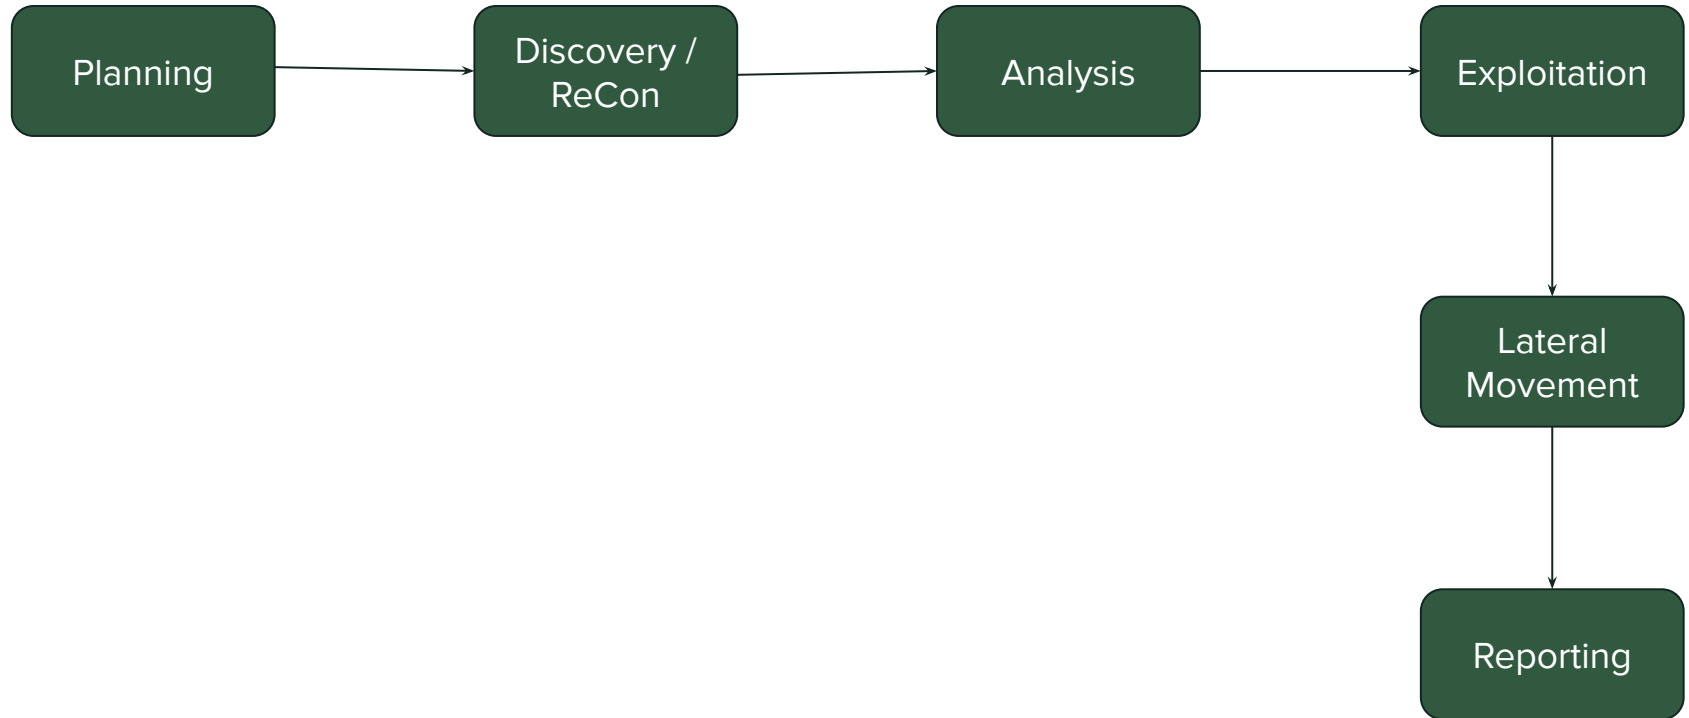 Planning
Discovery /
ReCon
Analysis
Exploitation
Lateral
Movement
Reporting